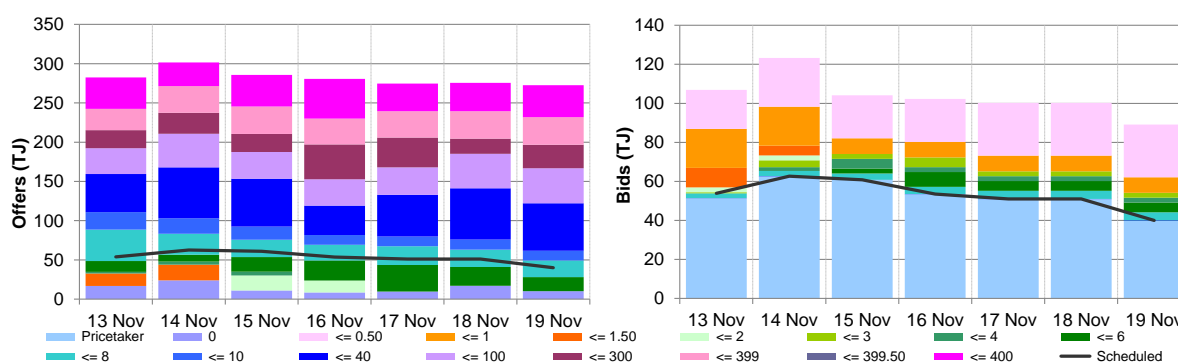 350
300
250
200
150
100
50
0
Offers (TJ)
13 Nov 14 Nov 15 Nov 16 Nov 17 Nov 18 Nov 19 Nov
140
120
100
80
60
40
20
0
Bids (TJ)
13 Nov 14 Nov 15 Nov 16 Nov 17 Nov 18 Nov 19 Nov
Pricetaker 0 <= 0.50 <= 1 <= 1.50 <= 2 <= 3 <= 4 <= 6
<= 8 <= 10 <= 40 <= 100 <= 300 <= 399 <= 399.50 <= 400 Scheduled